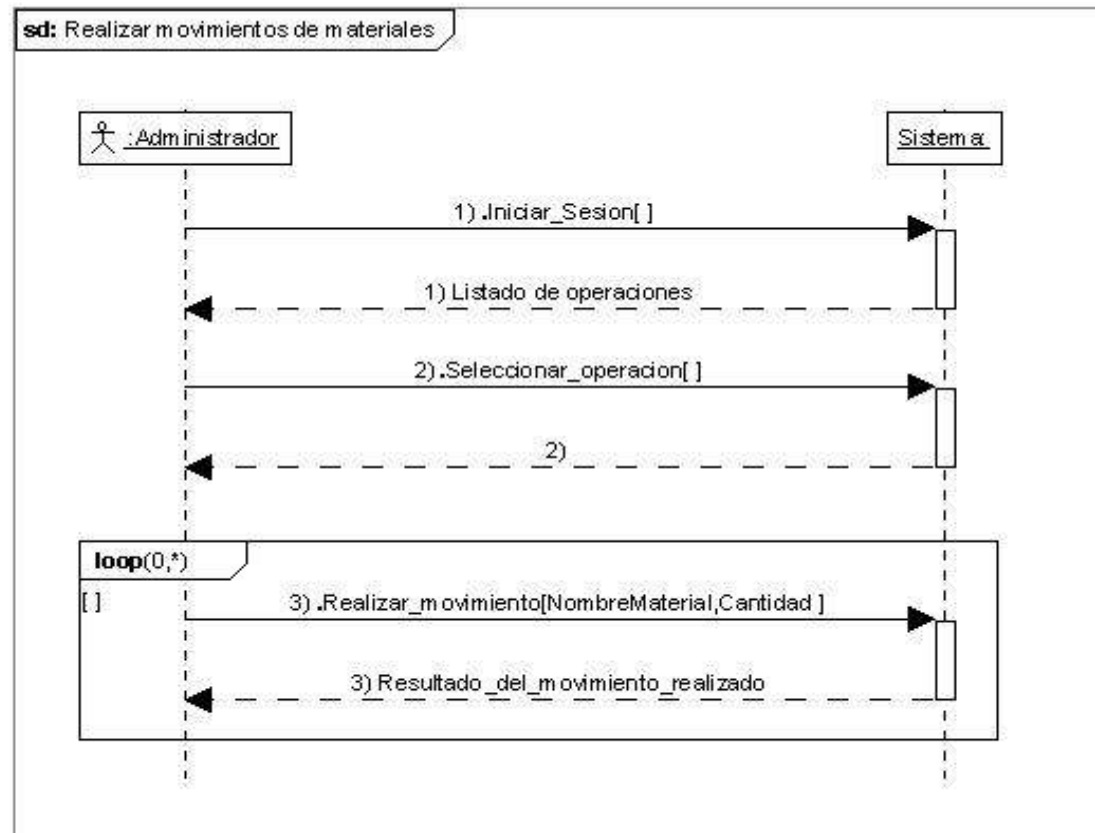 sd: Realizar movimientos de materiales
:Administrador
Sistema:
1) .Iniciar_Sesion[ ]
1) Listado de operaciones
2).Seleccionar_operacion[ ]
2)
loop(0,*)
[ ]
3) .Realizar_movimiento[NombreMaterial,Cantidad ]
3) Resultado_del_movimiento_realizado